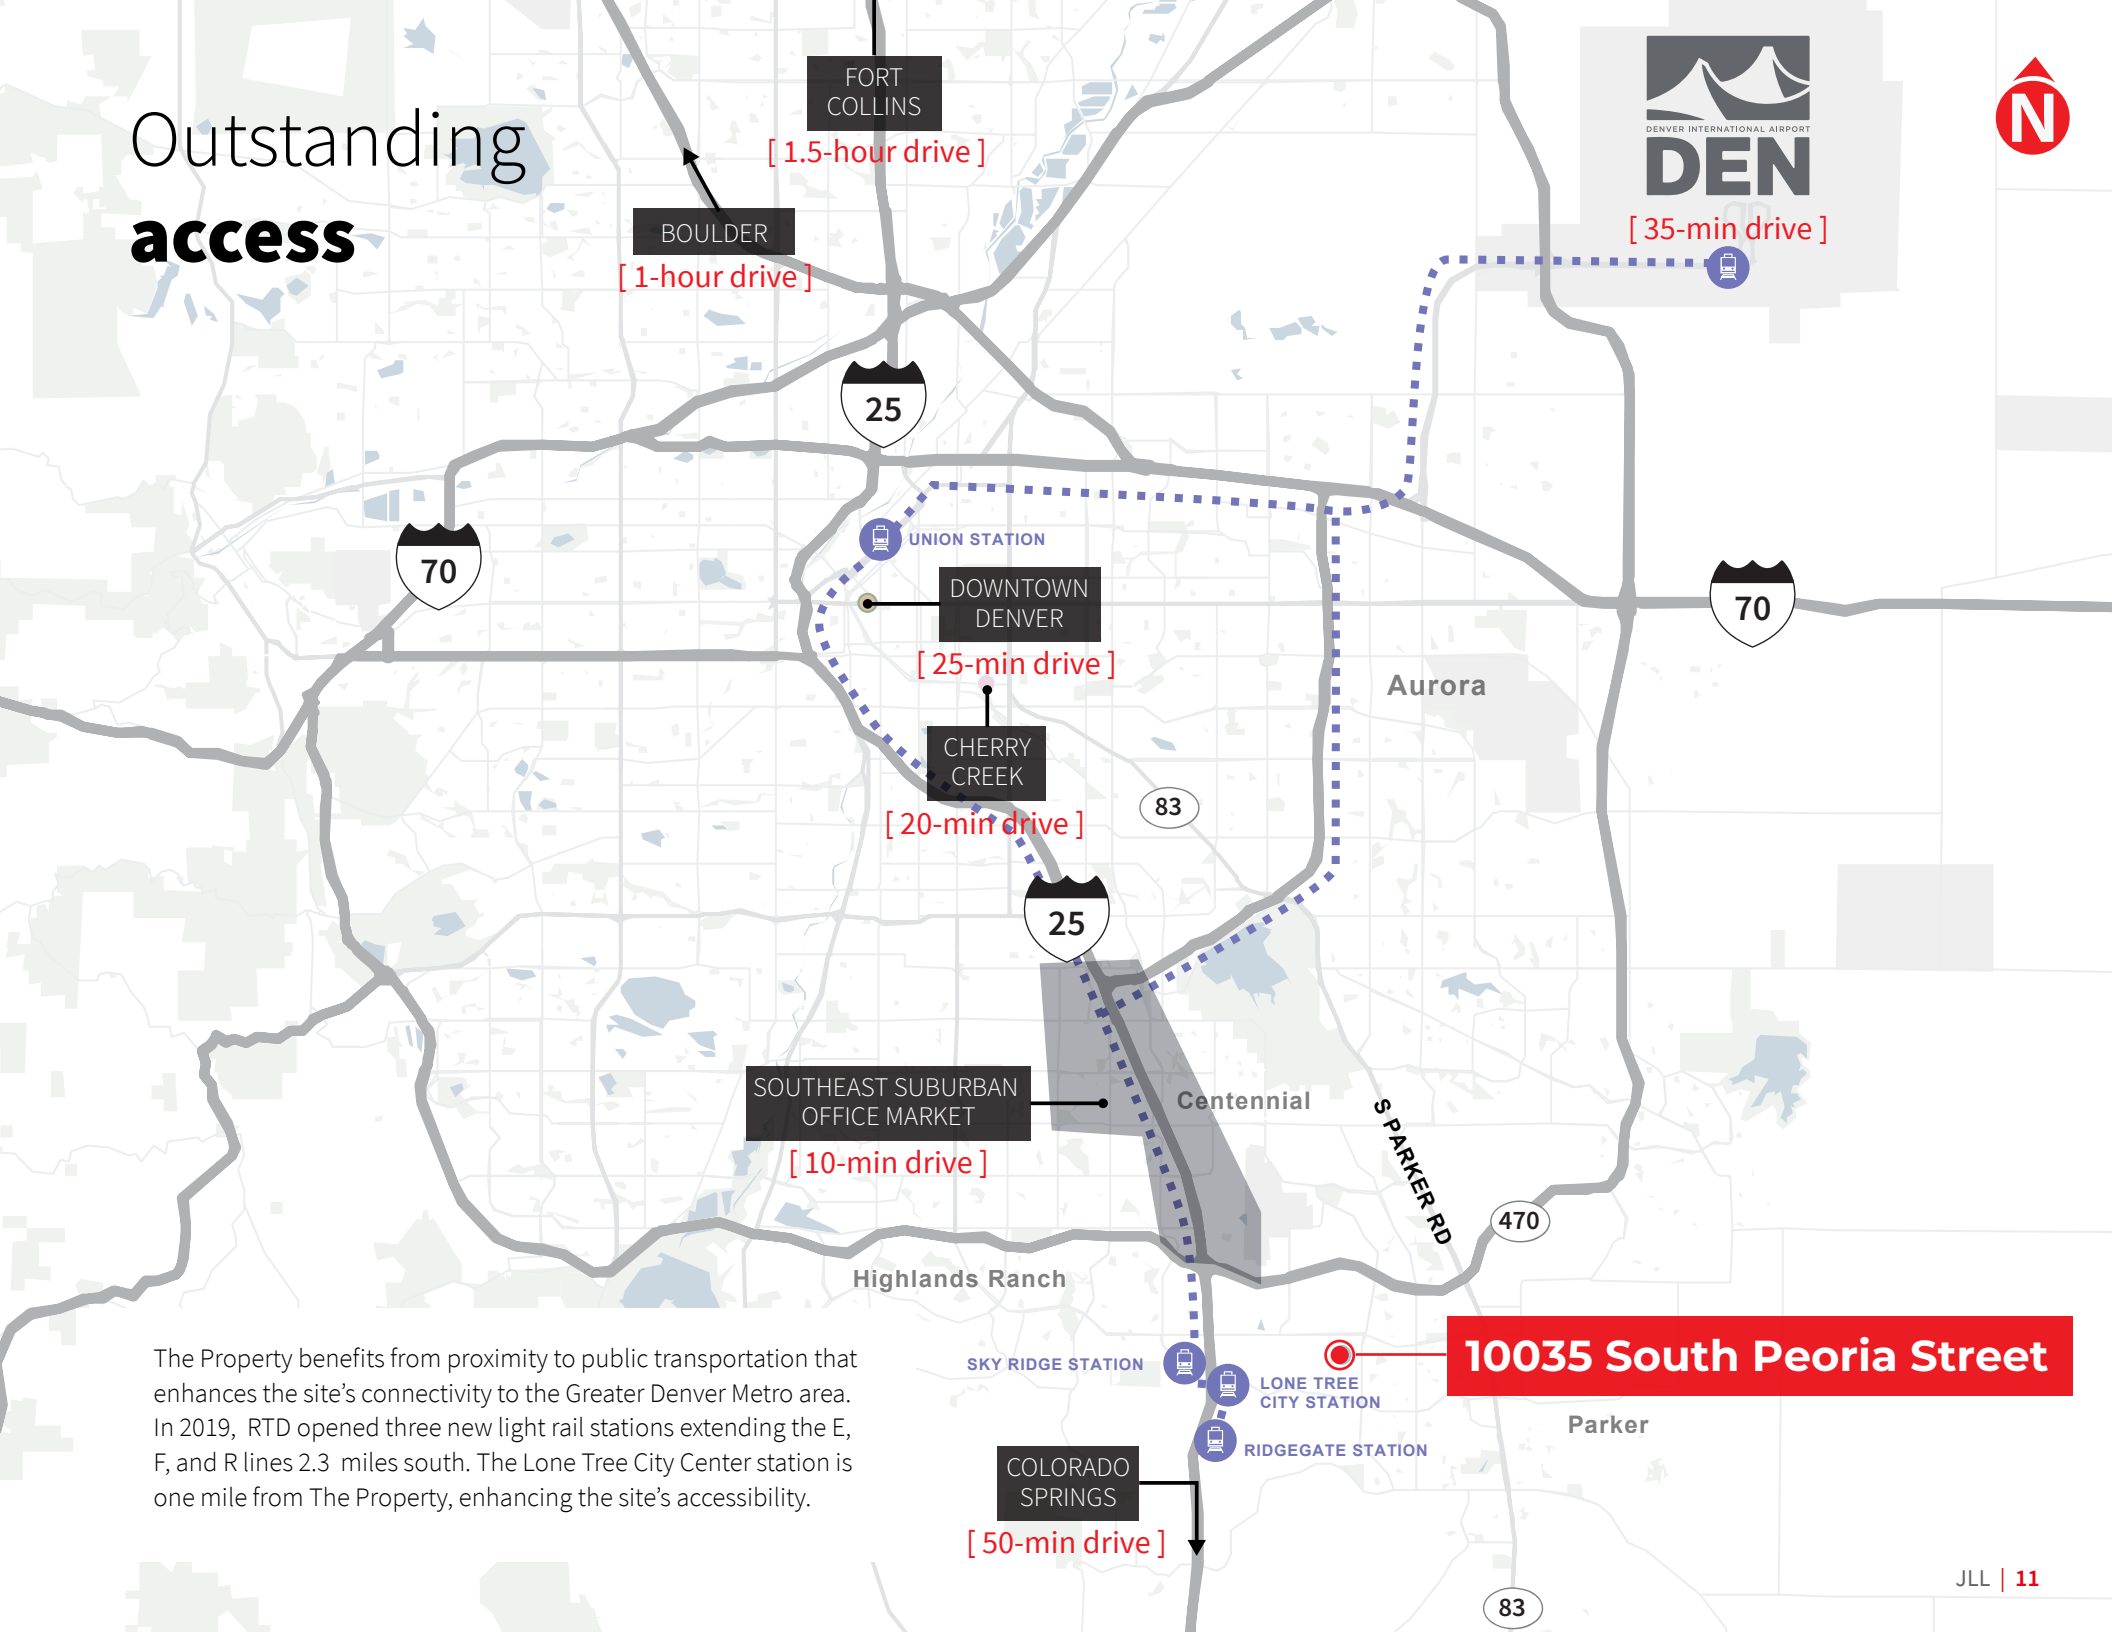 Outstanding
access
FORT
COLLINS
[ 1.5-hour drive ]
BOULDER
[ 1-hour drive ]
DENVER INTERNATIONAL AIRPORT
DEN
[ 35-min drive ]
N
25
70
UNION STATION
DOWNTOWN
DENVER
[ 25-min drive ]
70
Aurora
CHERRY
CREEK
[ 20-min drive ]
83
25
SOUTHEAST SUBURBAN
OFFICE MARKET
[ 10-min drive ]
Centennial
S PARKER RD
470
Highlands Ranch
10035 South Peoria Street
SKY RIDGE STATION
LONE TREE
CITY STATION
RIDGEGATE STATION
Parker
COLORADO
SPRINGS
[ 50-min drive ]
83
The Property benefits from proximity to public transportation that
enhances the site’s connectivity to the Greater Denver Metro area.
In 2019,  RTD opened three new light rail stations extending the E,
F, and R lines 2.3  miles south. The Lone Tree City Center station is
one mile from The Property, enhancing the site’s accessibility.
JLL | 11